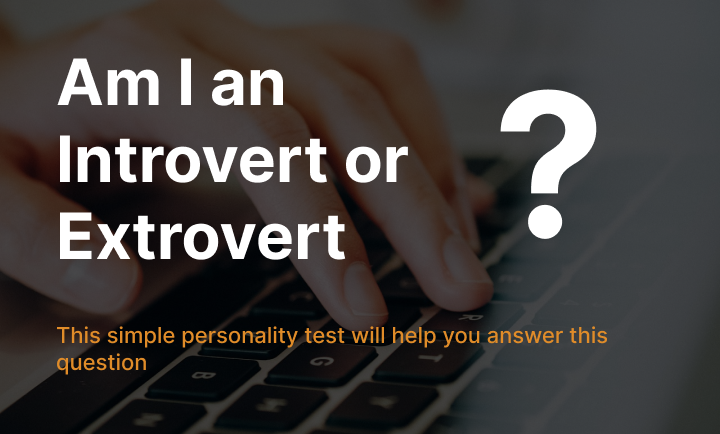 Am I an
Introvert or
Extrovert
?
This simple personality test will help you answer this
question
R
G
T
B